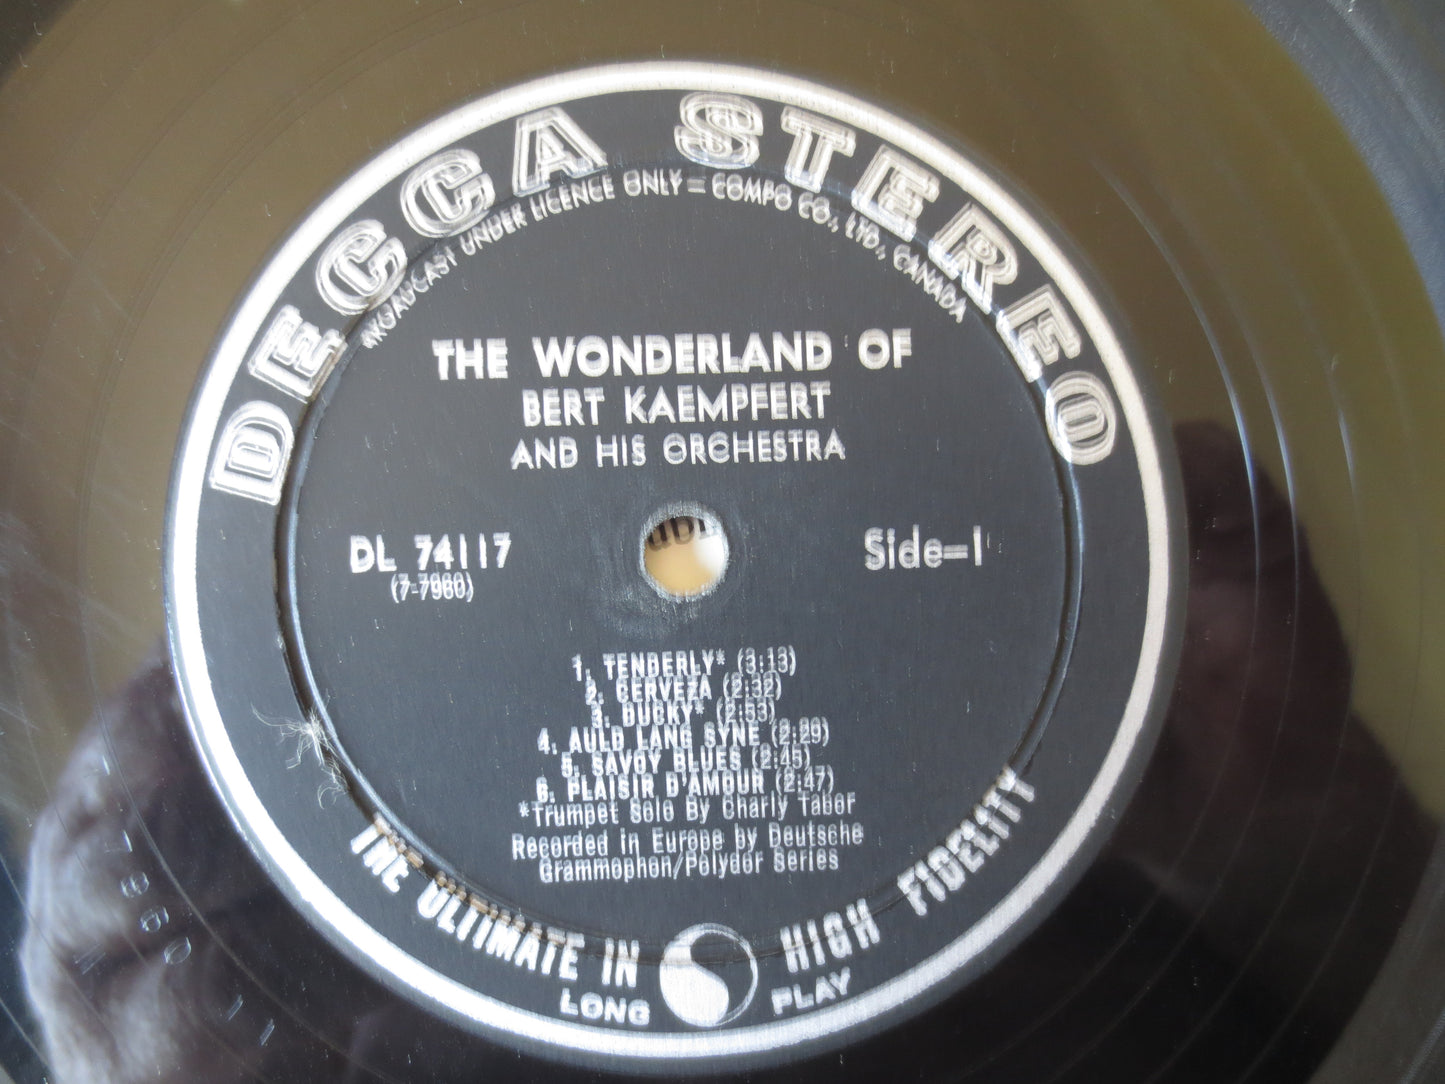 DECCA STEREO
BROADCAST UNDER LICENCE ONLY = COMPO CO., LTD., CANADA
THE WONDERLAND OF
BERT KAEMPFERT
AND HIS ORCHESTRA
DL 74117
(7-7960)
Side-1
1. TENDERLY* (3:13)
2. CERVEZA (2:32)
3. DUCKY* (2:53)
4. AULD LANG SYNE (2:29)
5. SAVOY BLUES (2:45)
6. PLAISIR D'AMOUR (2:47)
*Trumpet Solo By Charly Tabor
Recorded in Europe by Deutsche
Grammophon/Polydor Series
THE ULTIMATE IN HIGH FIDELITY
LONG PLAY
7960